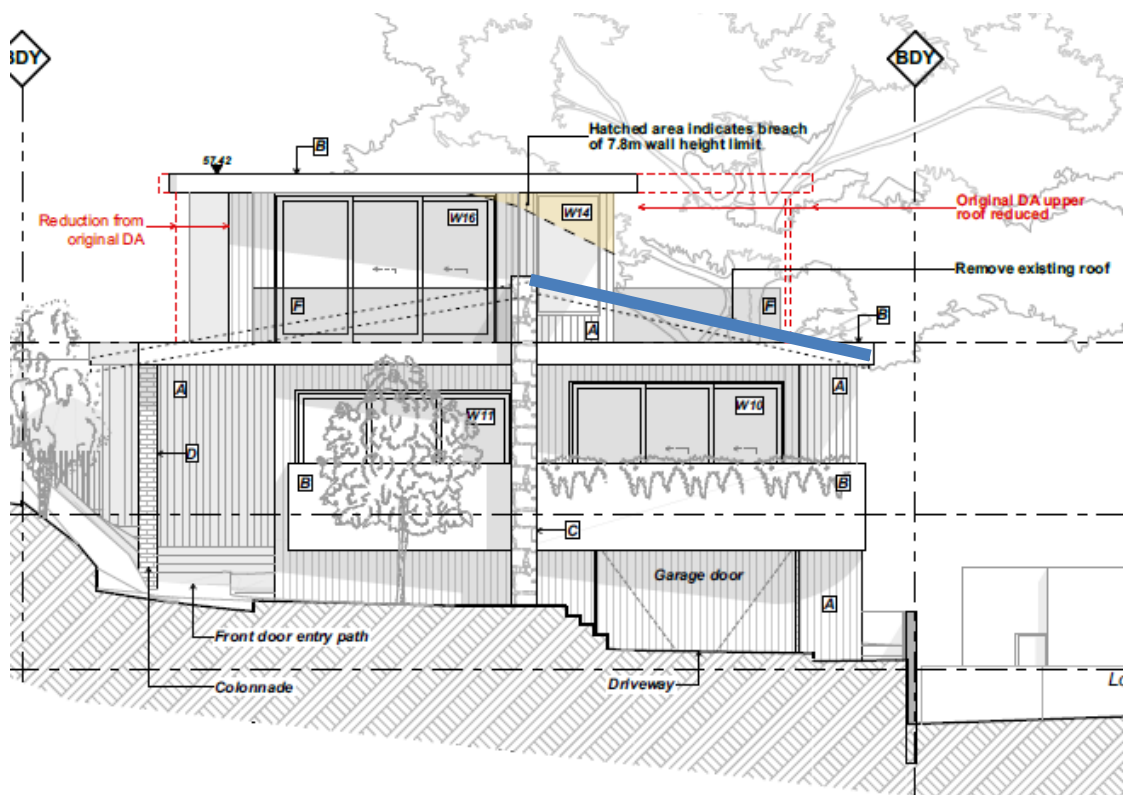 BDY
BDY
Hatched area indicates breach
of 7.8m wall height limit.
57.42
B
Reduction from
original DA
W16
W14
Original DA upper
roof reduced
Remove existing roof
F
F
B
A
A
A
W11
W10
D
B
B
C
Garage door
A
Front door entry path
Colonnade
Driveway